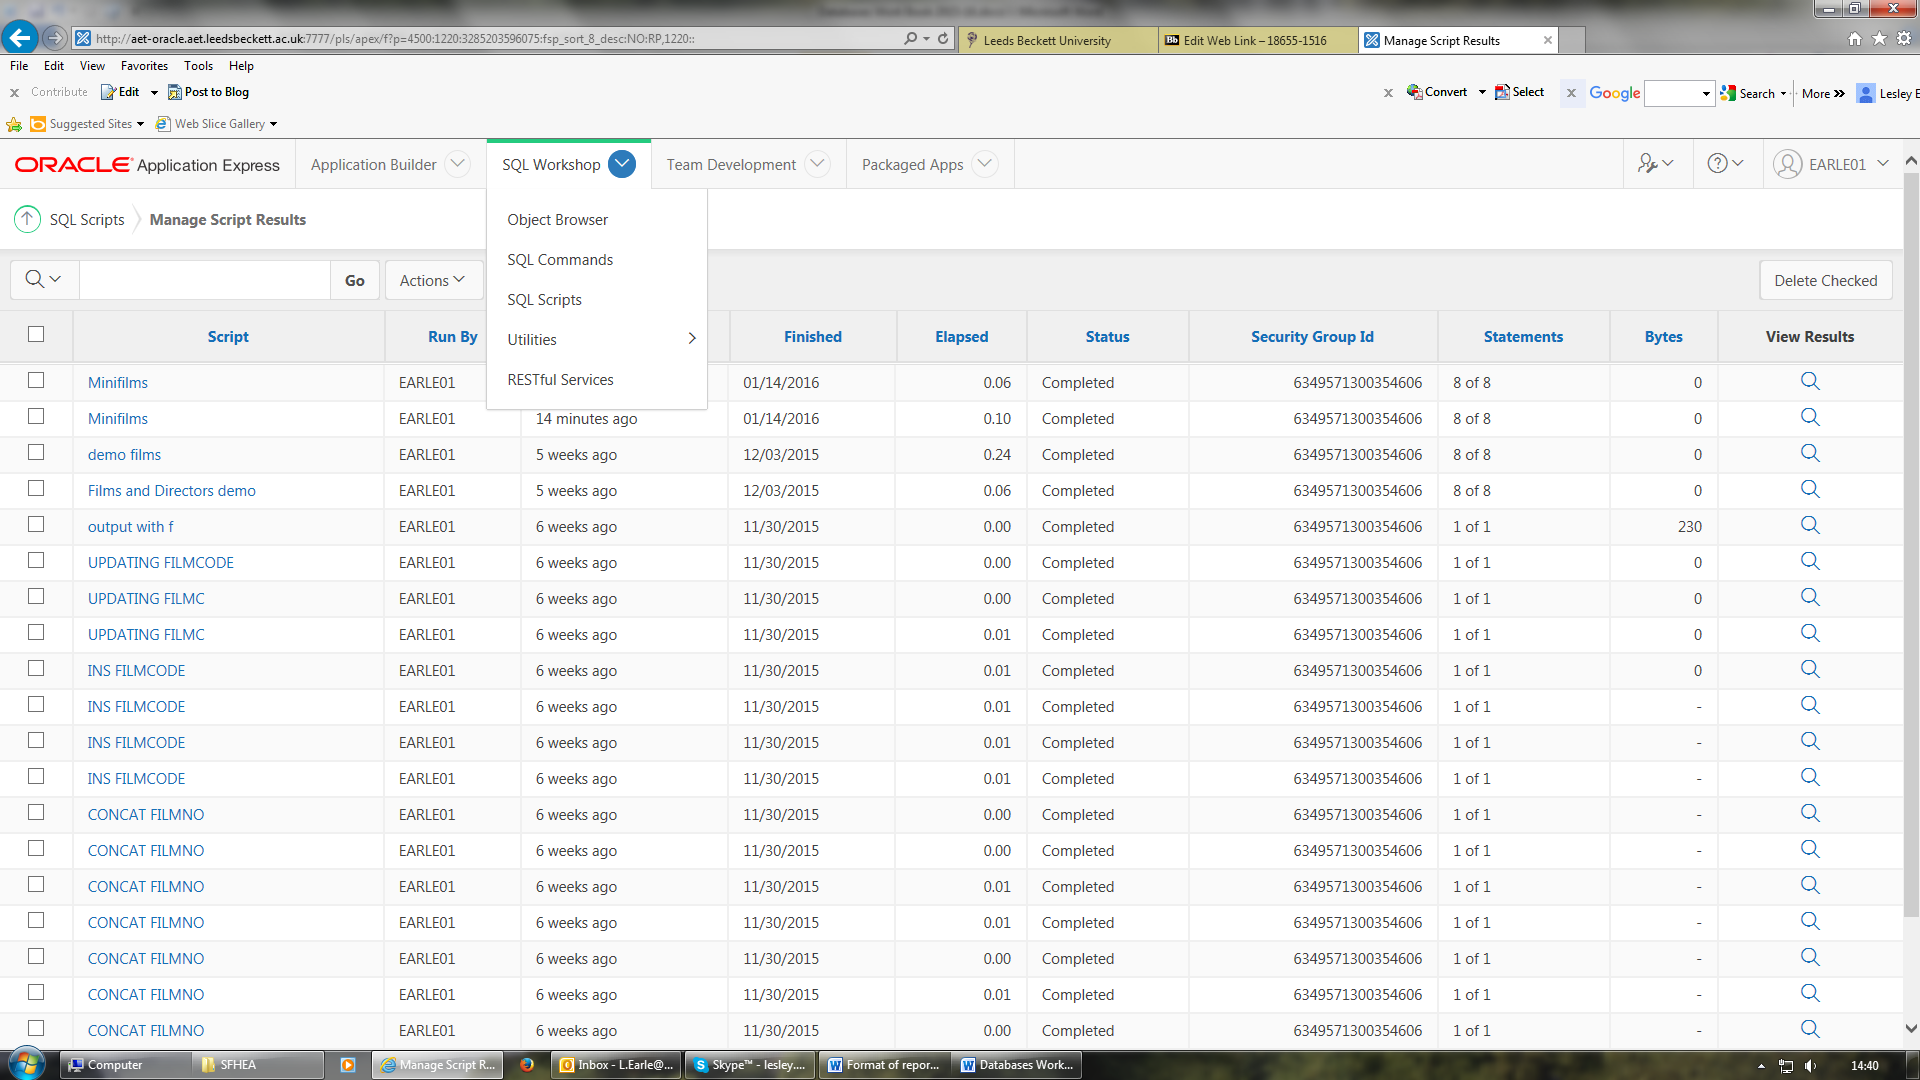 http://aet-oracle.aet.leedsbeckett.ac.uk:7777/pls/apex/f?p=4500:1220:3285203596075:fsp_sort_8_desc:NO:RP,1220::
Leeds Beckett University
Bb Edit Web Link – 18655-1516
Manage Script Results
File Edit View Favorites Tools Help
x Contribute Edit Post to Blog
x Convert Select x Google Search More » Lesley E
Suggested Sites Web Slice Gallery
ORACLE Application Express Application Builder SQL Workshop Team Development Packaged Apps EARLE01
SQL Scripts Manage Script Results
Object Browser
SQL Commands
SQL Scripts
Utilities
RESTful Services
Go Actions Delete Checked
Script Run By Finished Elapsed Status Security Group Id Statements Bytes View Results
Minifilms EARLE01 01/14/2016 0.06 Completed 6349571300354606 8 of 8 0
Minifilms EARLE01 14 minutes ago 01/14/2016 0.10 Completed 6349571300354606 8 of 8 0
demo films EARLE01 5 weeks ago 12/03/2015 0.24 Completed 6349571300354606 8 of 8 0
Films and Directors demo EARLE01 5 weeks ago 12/03/2015 0.06 Completed 6349571300354606 8 of 8 0
output with f EARLE01 6 weeks ago 11/30/2015 0.00 Completed 6349571300354606 1 of 1 230
UPDATING FILMCODE EARLE01 6 weeks ago 11/30/2015 0.00 Completed 6349571300354606 1 of 1 0
UPDATING FILMC EARLE01 6 weeks ago 11/30/2015 0.00 Completed 6349571300354606 1 of 1 0
UPDATING FILMC EARLE01 6 weeks ago 11/30/2015 0.01 Completed 6349571300354606 1 of 1 0
INS FILMCODE EARLE01 6 weeks ago 11/30/2015 0.01 Completed 6349571300354606 1 of 1 0
INS FILMCODE EARLE01 6 weeks ago 11/30/2015 0.01 Completed 6349571300354606 1 of 1 -
INS FILMCODE EARLE01 6 weeks ago 11/30/2015 0.01 Completed 6349571300354606 1 of 1 -
INS FILMCODE EARLE01 6 weeks ago 11/30/2015 0.01 Completed 6349571300354606 1 of 1 -
CONCAT FILMNO EARLE01 6 weeks ago 11/30/2015 0.00 Completed 6349571300354606 1 of 1 -
CONCAT FILMNO EARLE01 6 weeks ago 11/30/2015 0.00 Completed 6349571300354606 1 of 1 -
CONCAT FILMNO EARLE01 6 weeks ago 11/30/2015 0.01 Completed 6349571300354606 1 of 1 -
CONCAT FILMNO EARLE01 6 weeks ago 11/30/2015 0.01 Completed 6349571300354606 1 of 1 -
CONCAT FILMNO EARLE01 6 weeks ago 11/30/2015 0.00 Completed 6349571300354606 1 of 1 -
CONCAT FILMNO EARLE01 6 weeks ago 11/30/2015 0.01 Completed 6349571300354606 1 of 1 -
CONCAT FILMNO EARLE01 6 weeks ago 11/30/2015 0.00 Completed 6349571300354606 1 of 1 -
Computer SFHEA Manage Script R... Inbox - L.Earle@... Skype™ - lesley.... Format of repor... Databases Work... 14:40